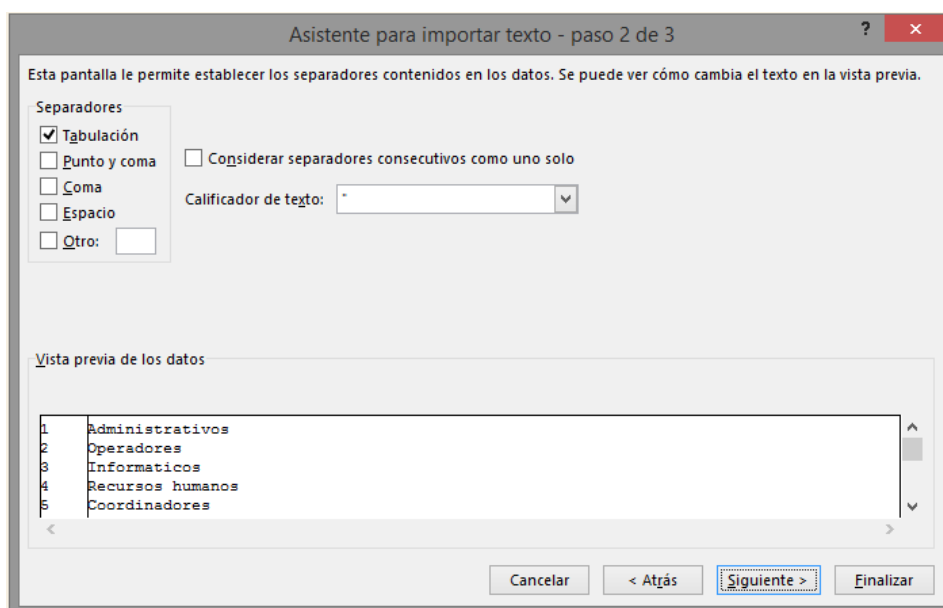 Asistente para importar texto - paso 2 de 3
?
Esta pantalla le permite establecer los separadores contenidos en los datos. Se puede ver cómo cambia el texto en la vista previa.
Separadores
Tabulación
Punto y coma
Coma
Espacio
Otro:
Considerar separadores consecutivos como uno solo
Calificador de texto: "
Vista previa de los datos
1 Administrativos
2 Operadores
3 Informaticos
4 Recursos humanos
5 Coordinadores
Cancelar < Atrás Siguiente > Finalizar